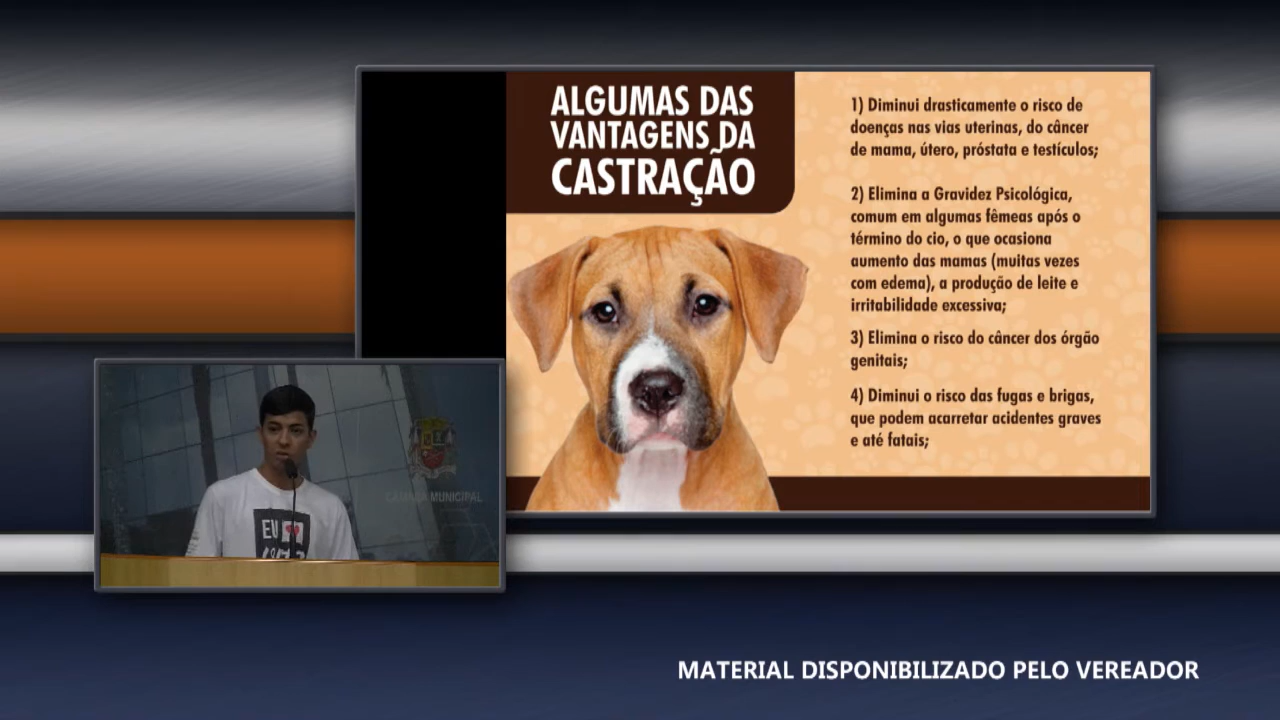 ALGUMAS DAS
VANTAGENS DA
CASTRAÇÃO
1) Diminui drasticamente o risco de
doenças nas vias uterinas, do câncer
de mama, útero, próstata e testículos;
2) Elimina a Gravidez Psicológica,
comum em algumas fêmeas após o
término do cio, o que ocasiona
aumento das mamas (muitas vezes
com edema), a produção de leite e
irritabilidade excessiva;
3) Elimina o risco do câncer dos órgão
genitais;
4) Diminui o risco das fugas e brigas,
que podem acarretar acidentes graves
e até fatais;
EU
CÂMARA MUNICIPAL
MATERIAL DISPONIBILIZADO PELO VEREADOR